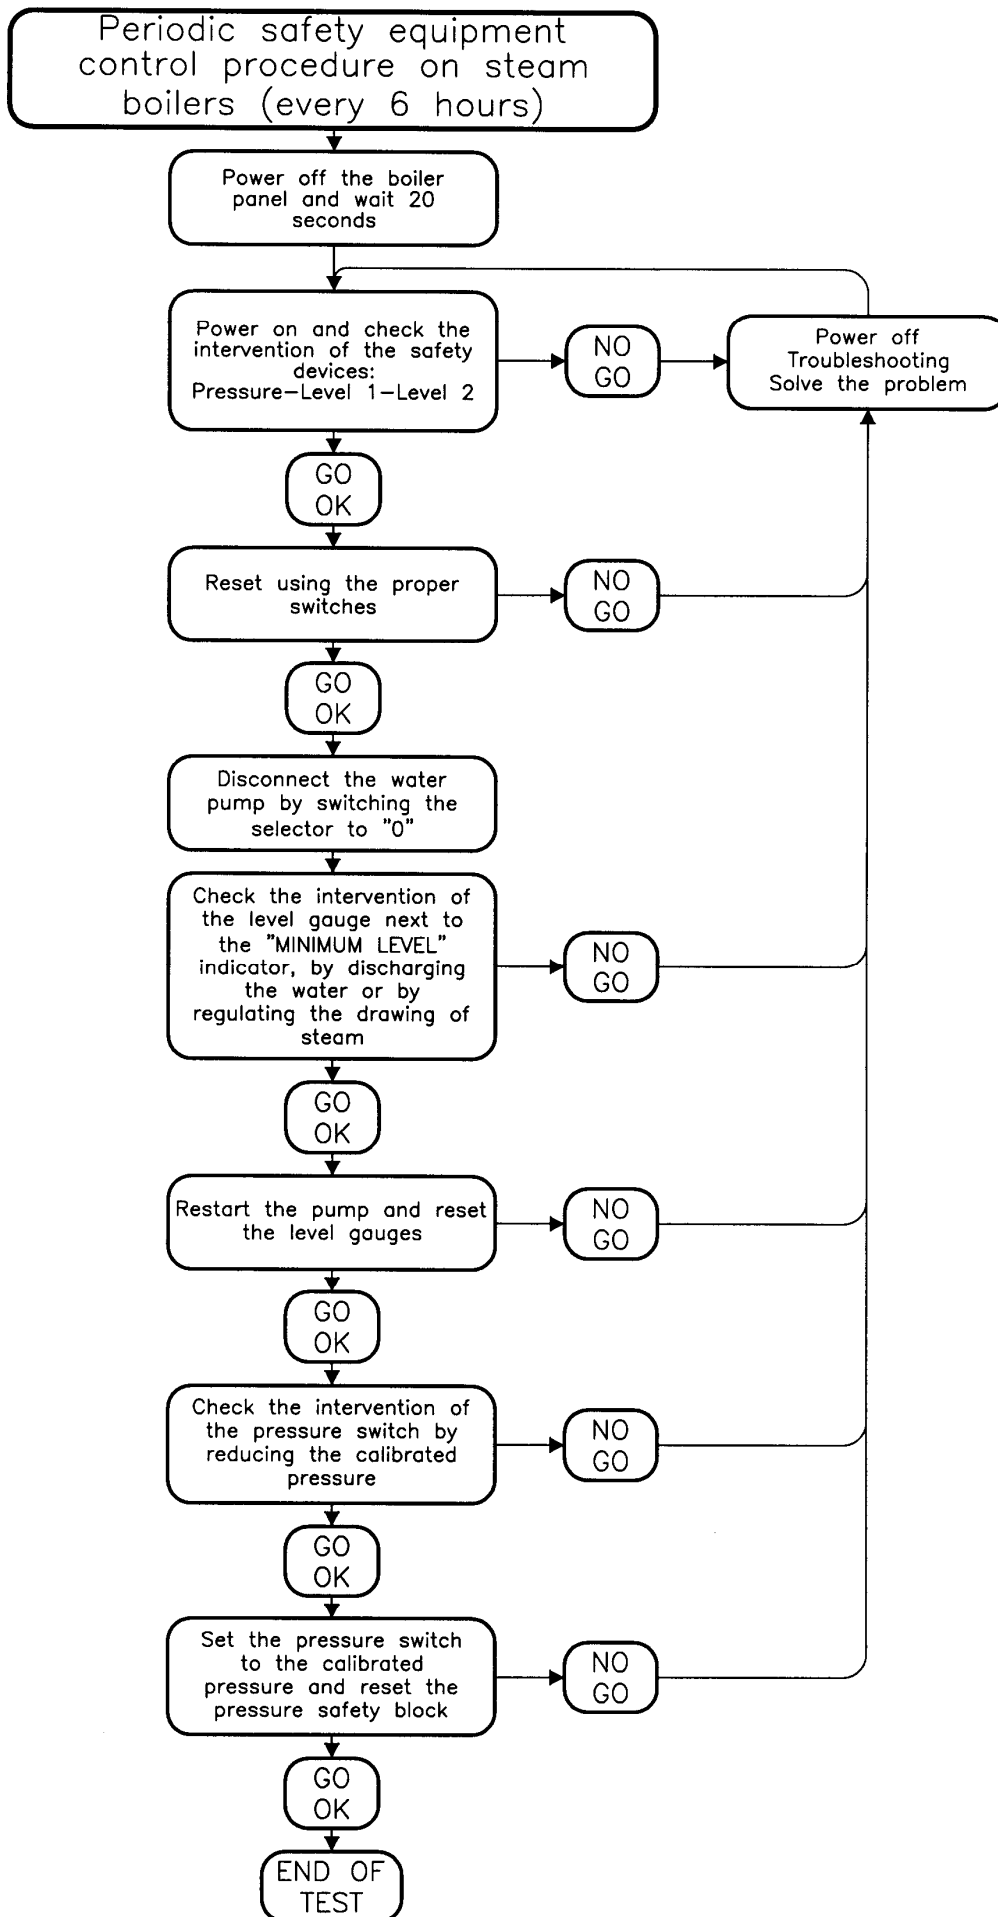 Periodic safety equipment
control procedure on steam
boilers (every 6 hours)
Power off the boiler
panel and wait 20
seconds
Power on and check the
intervention of the safety
devices:
Pressure-Level 1-Level 2
NO
GO
Power off
Troubleshooting
Solve the problem
GO
OK
Reset using the proper
switches
NO
GO
GO
OK
Disconnect the water
pump by switching the
selector to "0"
Check the intervention of
the level gauge next to
the "MINIMUM LEVEL"
indicator, by discharging
the water or by
regulating the drawing of
steam
NO
GO
GO
OK
Restart the pump and reset
the level gauges
NO
GO
GO
OK
Check the intervention of
the pressure switch by
reducing the calibrated
pressure
NO
GO
GO
OK
Set the pressure switch
to the calibrated
pressure and reset the
pressure safety block
NO
GO
GO
OK
END OF
TEST